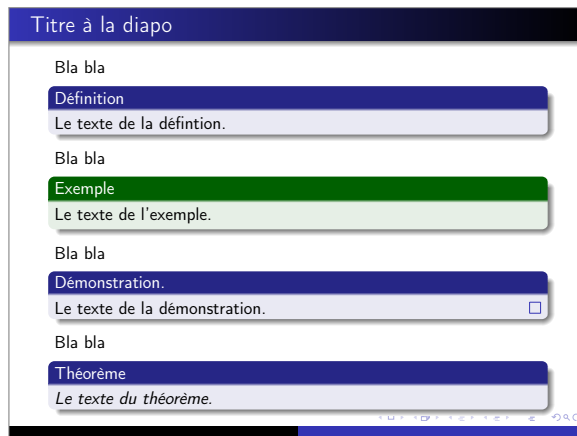 Titre à la diapo
Bla bla
Définition
Le texte de la défintion.
Bla bla
Exemple
Le texte de l'exemple.
Bla bla
Démonstration.
Le texte de la démonstration.
Bla bla
Théorème
Le texte du théorème.